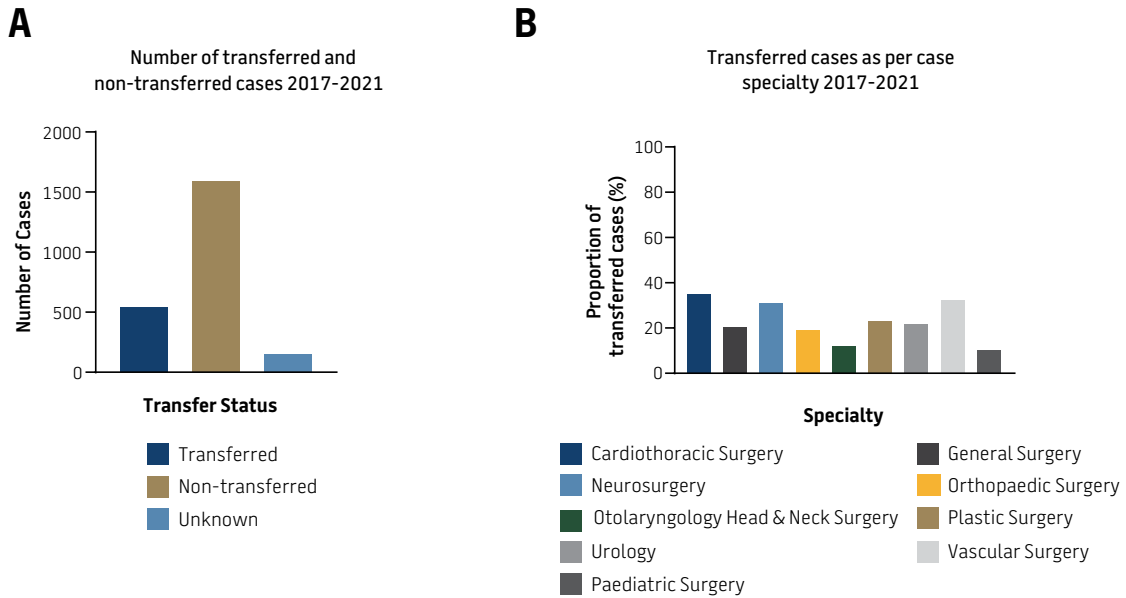 A
Number of transferred and
non-transferred cases 2017-2021
2000
1500
1000
500
0
Number of Cases
Transfer Status
Transferred
Non-transferred
Unknown
B
Transferred cases as per case
specialty 2017-2021
100
80
60
40
20
0
Proportion of
transferred cases (%)
Specialty
Cardiothoracic Surgery
General Surgery
Neurosurgery
Orthopaedic Surgery
Otolaryngology Head & Neck Surgery
Plastic Surgery
Urology
Vascular Surgery
Paediatric Surgery